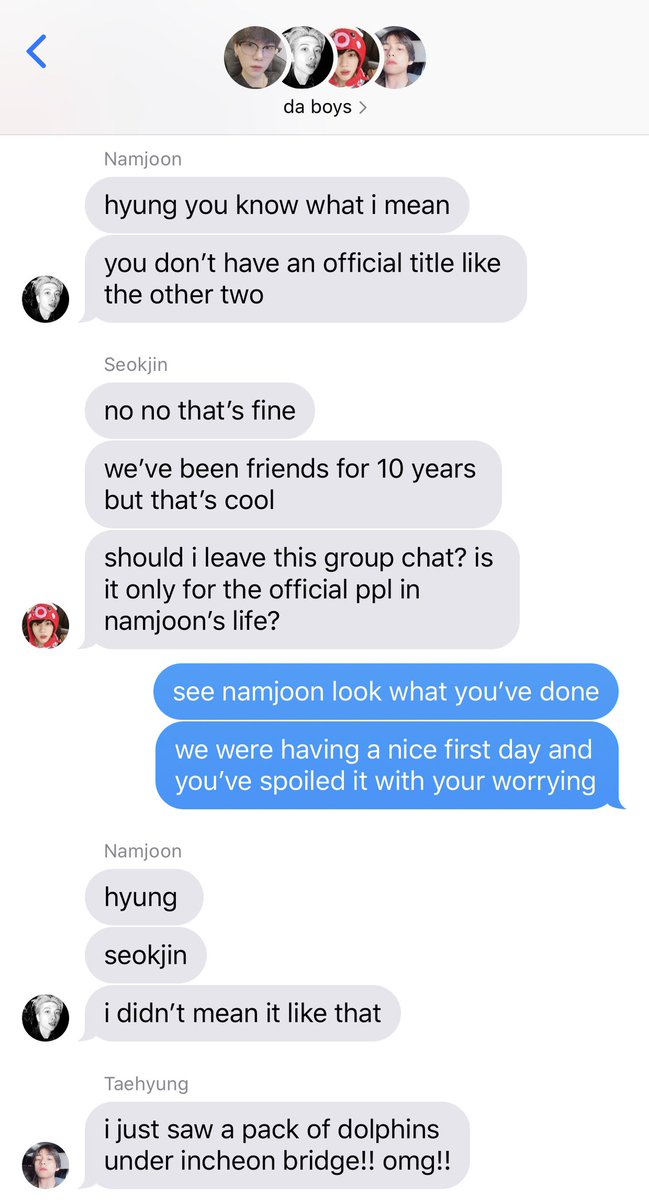 da boys
Namjoon
hyung you know what i mean
you don’t have an official title like
the other two
Seokjin
no no that’s fine
we’ve been friends for 10 years
but that’s cool
should i leave this group chat? is
it only for the official ppl in
namjoon’s life?
see namjoon look what you’ve done
we were having a nice first day and
you’ve spoiled it with your worrying
Namjoon
hyung
seokjin
i didn’t mean it like that
Taehyung
i just saw a pack of dolphins
under incheon bridge!! omg!!